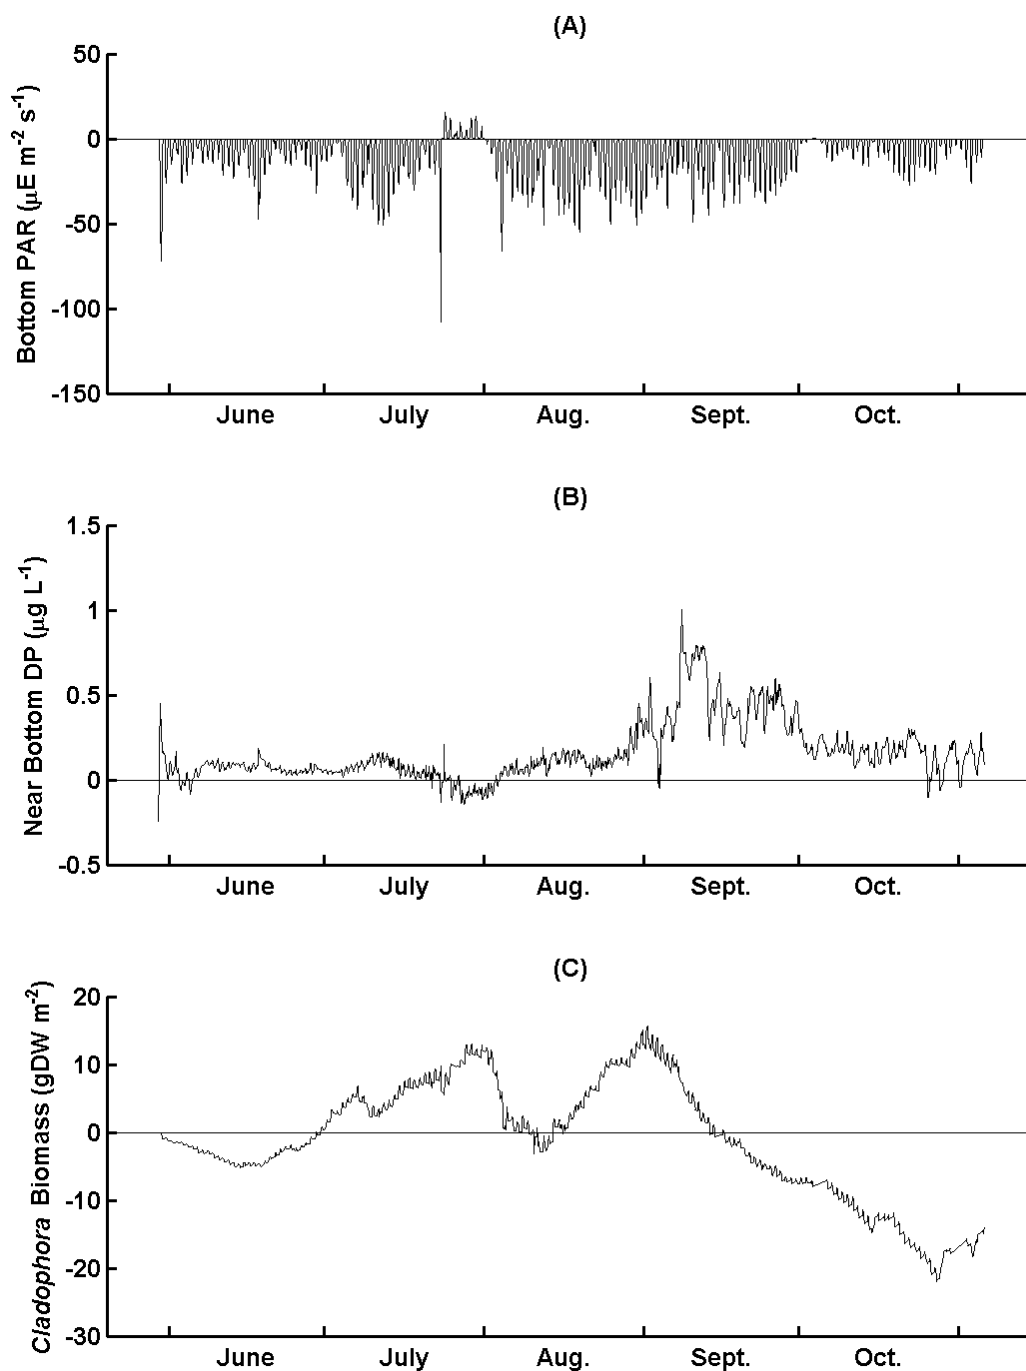 (A)
50
0
-50
-100
-150
Bottom PAR (μE m⁻² s⁻¹)
June July Aug. Sept. Oct.
(B)
1.5
1
0.5
0
-0.5
Near Bottom DP (μg L⁻¹)
June July Aug. Sept. Oct.
(C)
20
10
0
-10
-20
-30
Cladophora Biomass (gDW m⁻²)
June July Aug. Sept. Oct.